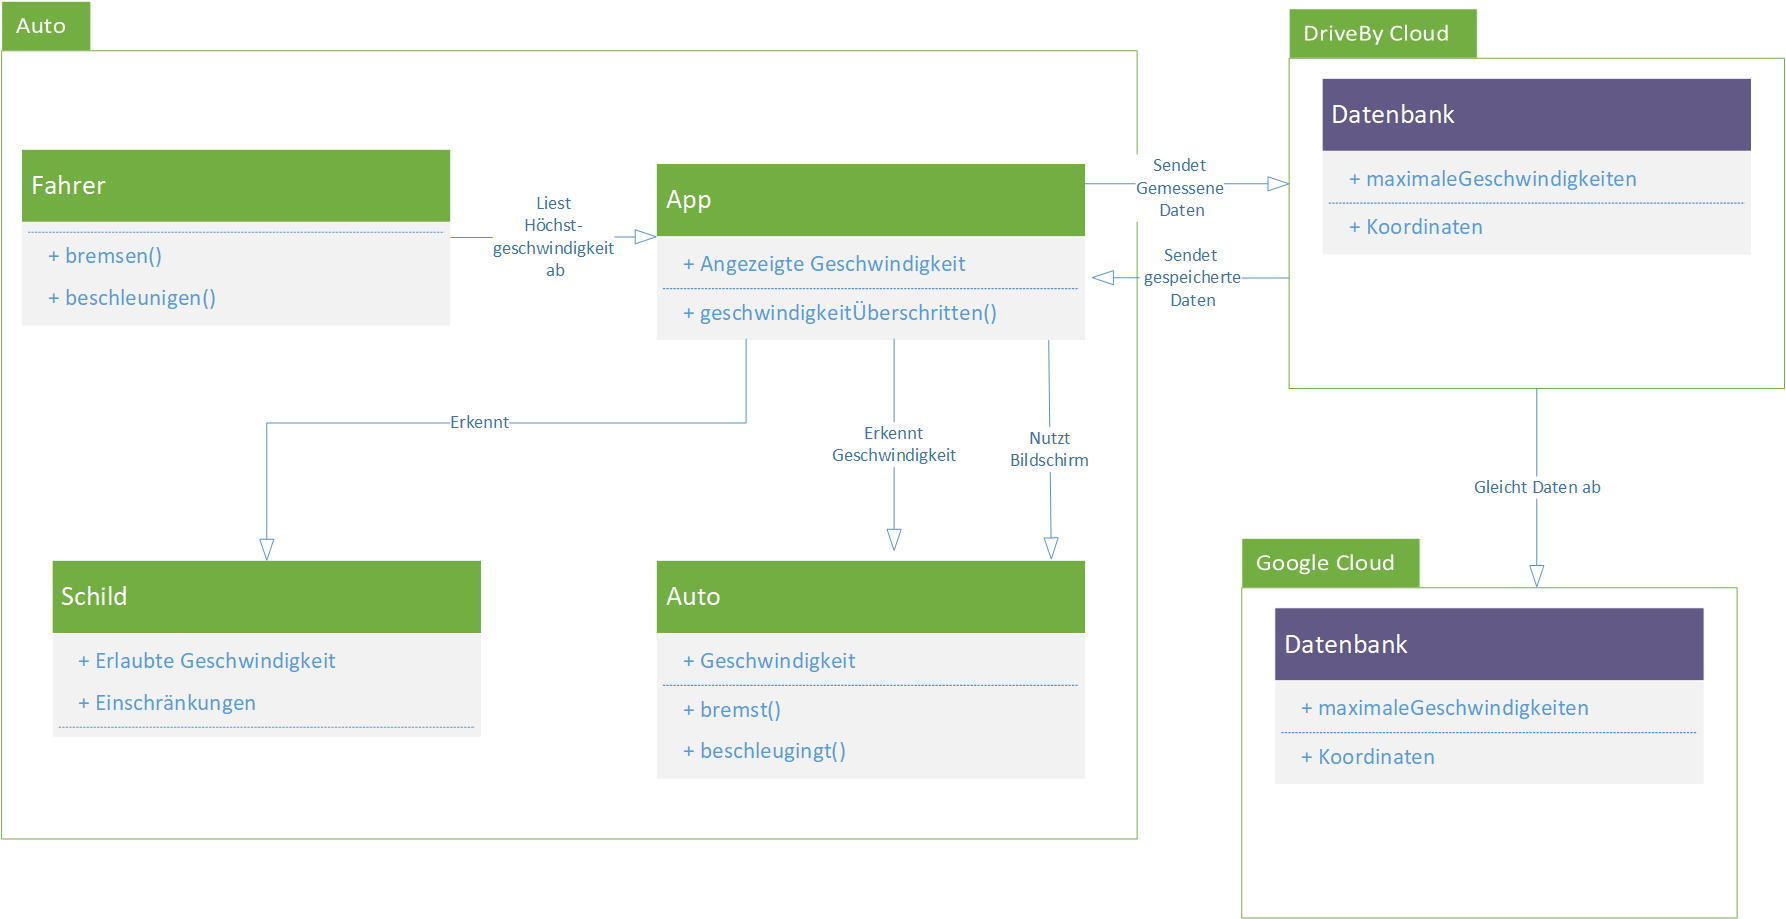 Auto
Fahrer
+ bremsen()
+ beschleunigen()
Liest
Höchst-
geschwindigkeit
ab
App
+ Angezeigte Geschwindigkeit
+ geschwindigkeitÜberschritten()
Sendet
Gemessene
Daten
Sendet
gespeicherte
Daten
DriveBy Cloud
Datenbank
+ maximaleGeschwindigkeiten
+ Koordinaten
Erkennt
Erkennt
Geschwindigkeit
Nutzt
Bildschirm
Gleicht Daten ab
Schild
+ Erlaubte Geschwindigkeit
+ Einschränkungen
Auto
+ Geschwindigkeit
+ bremst()
+ beschleugingt()
Google Cloud
Datenbank
+ maximaleGeschwindigkeiten
+ Koordinaten